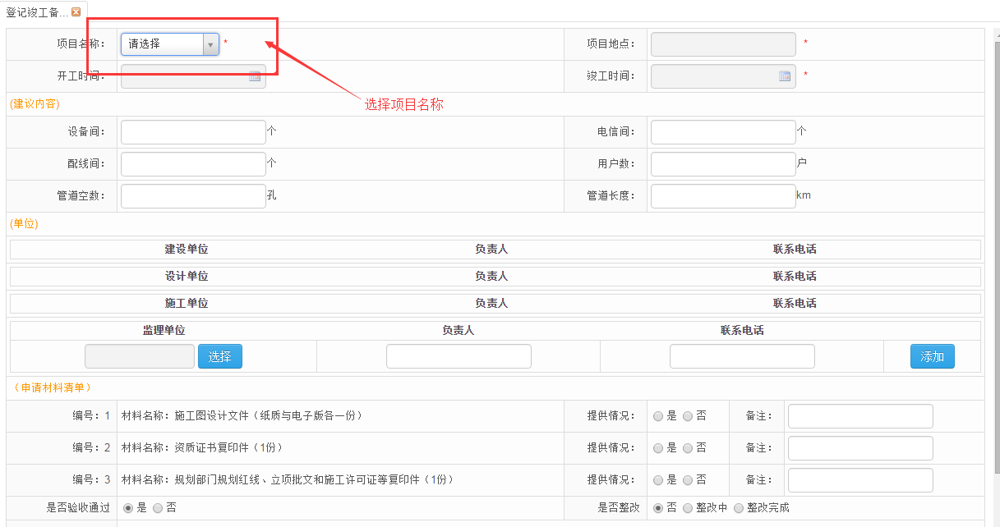 登记竣工备...
项目名称： 请选择 * 项目地点： *
开工时间： 竣工时间： *
选择项目名称
(建议内容)
设备间： 个 电信间： 个
配线间： 个 用户数： 户
管道空数： 孔 管道长度： km
(单位)
建设单位 负责人 联系电话
设计单位 负责人 联系电话
施工单位 负责人 联系电话
监理单位 负责人 联系电话
选择 添加
（申请材料清单）
编号：1 材料名称：施工图设计文件（纸质与电子版各一份） 提供情况： 是 否 备注：
编号：2 材料名称：资质证书复印件（1份） 提供情况： 是 否 备注：
编号：3 材料名称：规划部门规划红线、立项批文和施工许可证等复印件（1份） 提供情况： 是 否 备注：
是否验收通过 是 否 是否整改 否 整改中 整改完成